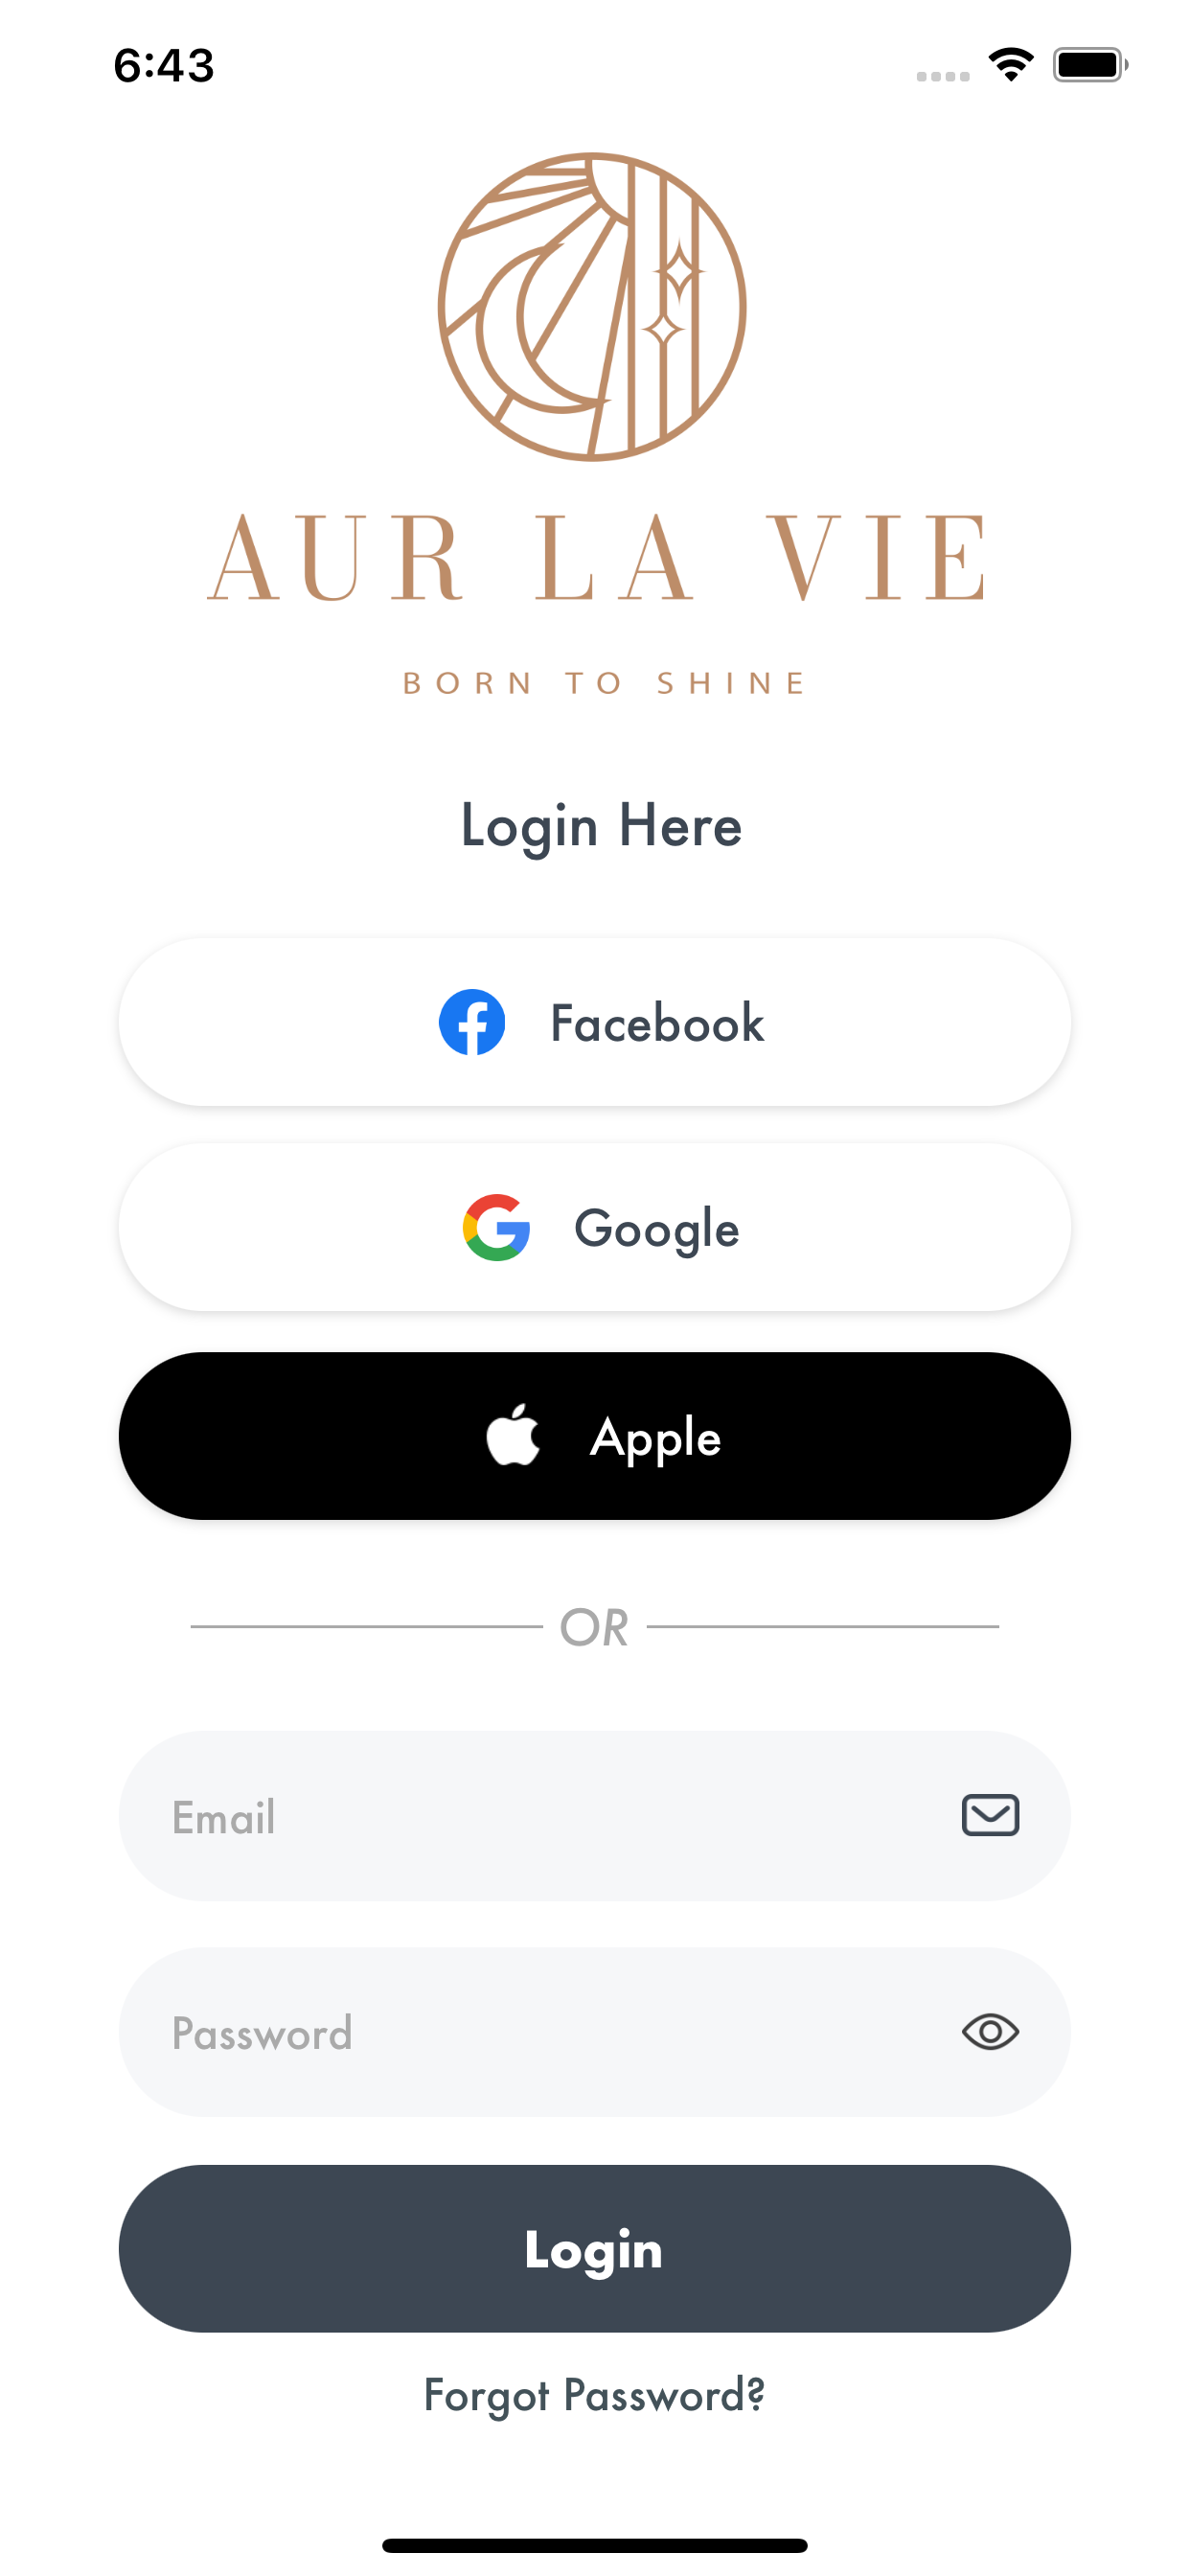 6:43
AUR LA VIE
BORN TO SHINE
Login Here
Facebook
Google
Apple
OR
Email
Password
Login
Forgot Password?